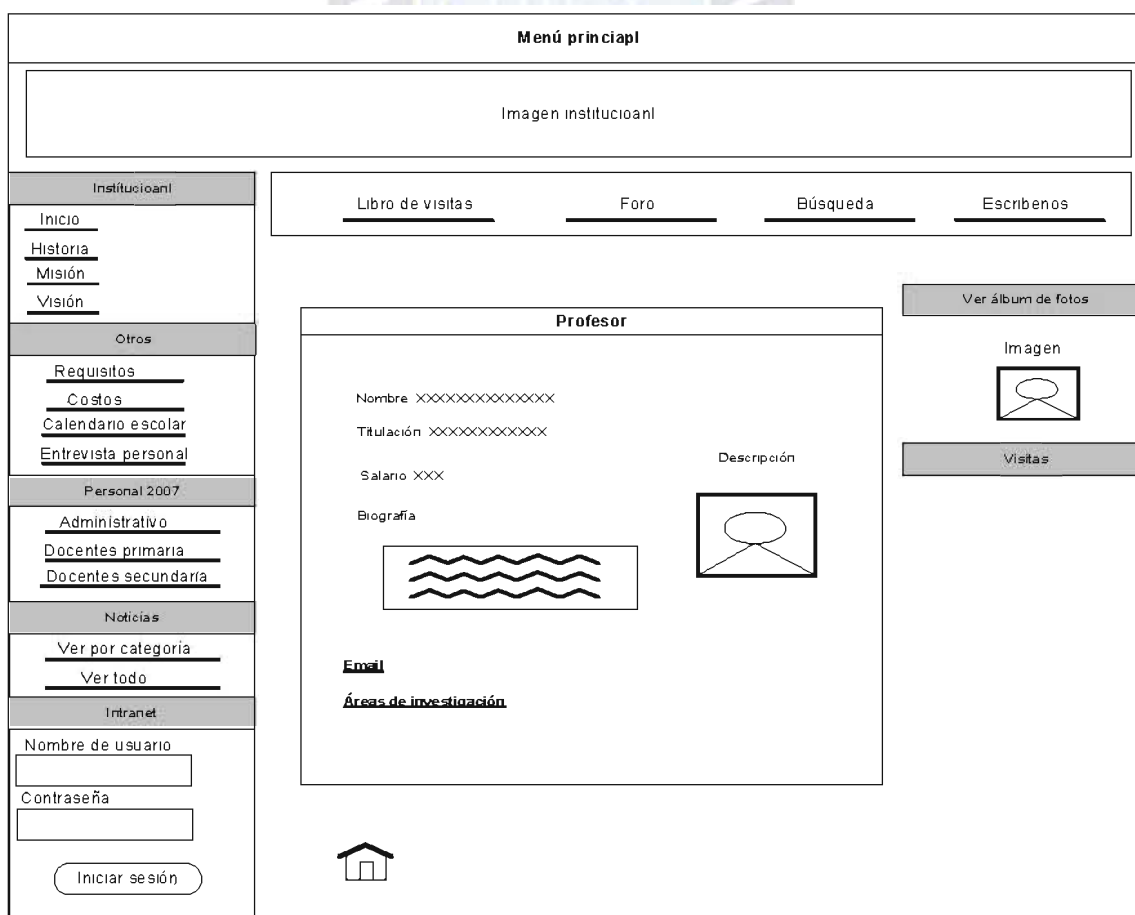 Menú princiapl
Imagen institucioanl
Institucioanl
Inicio
Historia
Misión
Visión
Otros
Requisitos
Costos
Calendario escolar
Entrevista personal
Personal 2007
Administrativo
Docentes primaria
Docentes secundaría
Noticias
Ver por categoria
Ver todo
Intranet
Nombre de usuario
Contraseña
Iniciar sesión
Libro de visitas Foro Búsqueda Escribenos
Profesor
Nombre XXXXXXXXXXXXXX
Titulación XXXXXXXXXXXX
Salario XXX
Biografía
Descripción
Email
Áreas de investigación
Ver álbum de fotos
Imagen
Visitas